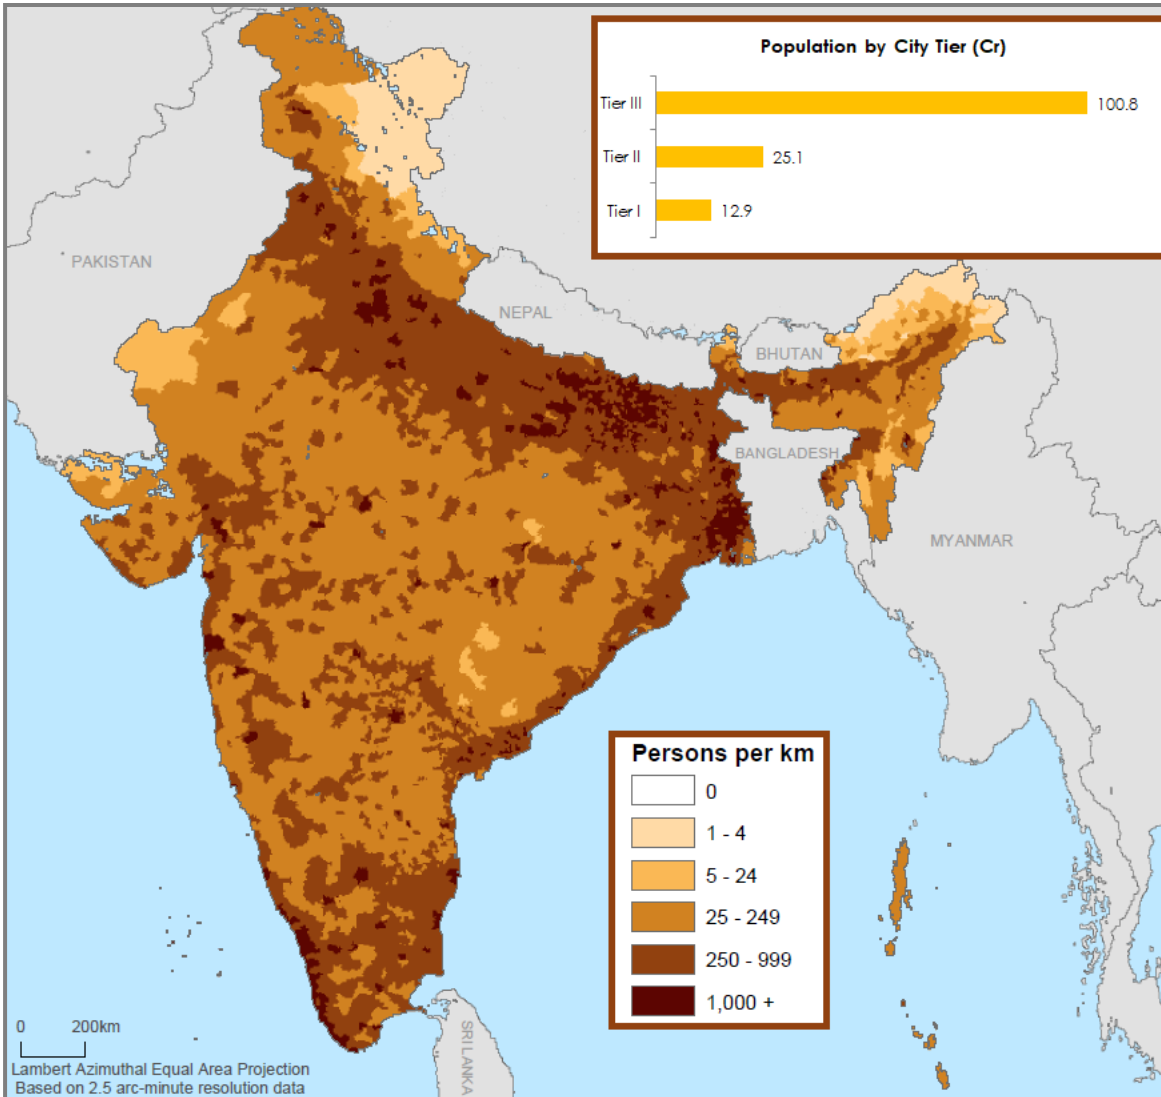 Population by City Tier (Cr)
Tier III
100.8
Tier II
25.1
Tier I
12.9
PAKISTAN
NEPAL
BHUTAN
BANGLADESH
MYANMAR
Persons per km
0
1 - 4
5 - 24
25 - 249
250 - 999
1,000 +
0 200km
SRI LANKA
Lambert Azimuthal Equal Area Projection
Based on 2.5 arc-minute resolution data